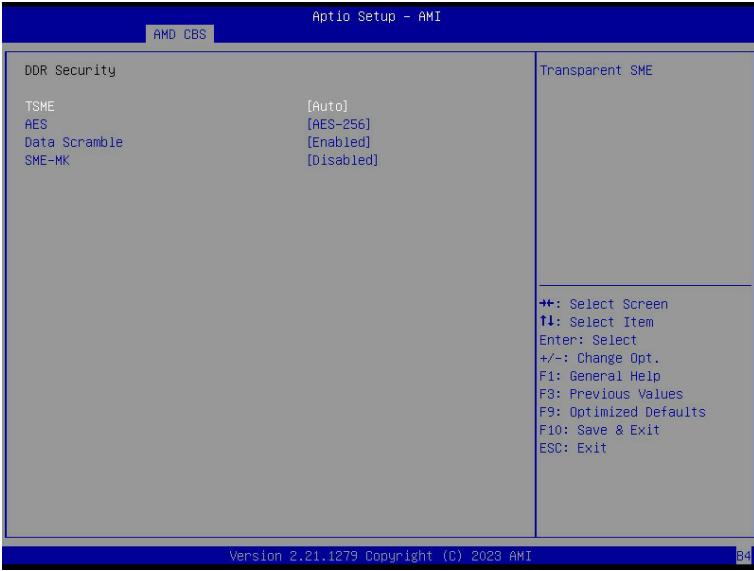 Aptio Setup - AMI
AMD CBS
DDR Security
TSME [Auto]
AES [AES-256]
Data Scramble [Enabled]
SME-MK [Disabled]
Transparent SME
→←: Select Screen
↑↓: Select Item
Enter: Select
+/-: Change Opt.
F1: General Help
F3: Previous Values
F9: Optimized Defaults
F10: Save & Exit
ESC: Exit
Version 2.21.1279 Copyright (C) 2023 AMI
B4